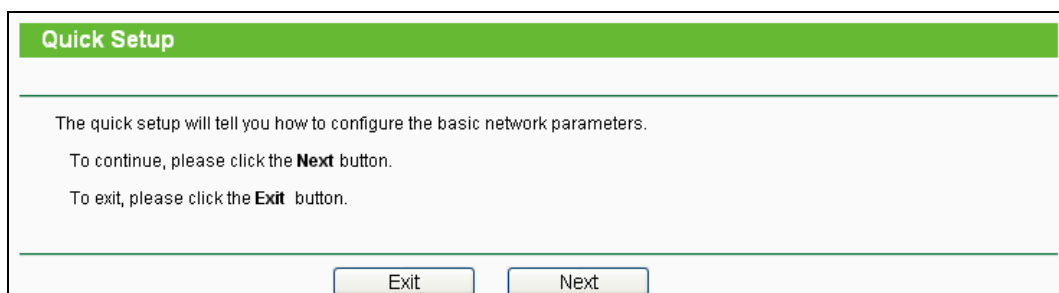 Quick Setup
The quick setup will tell you how to configure the basic network parameters.
To continue, please click the Next button.
To exit, please click the Exit button.
Exit Next